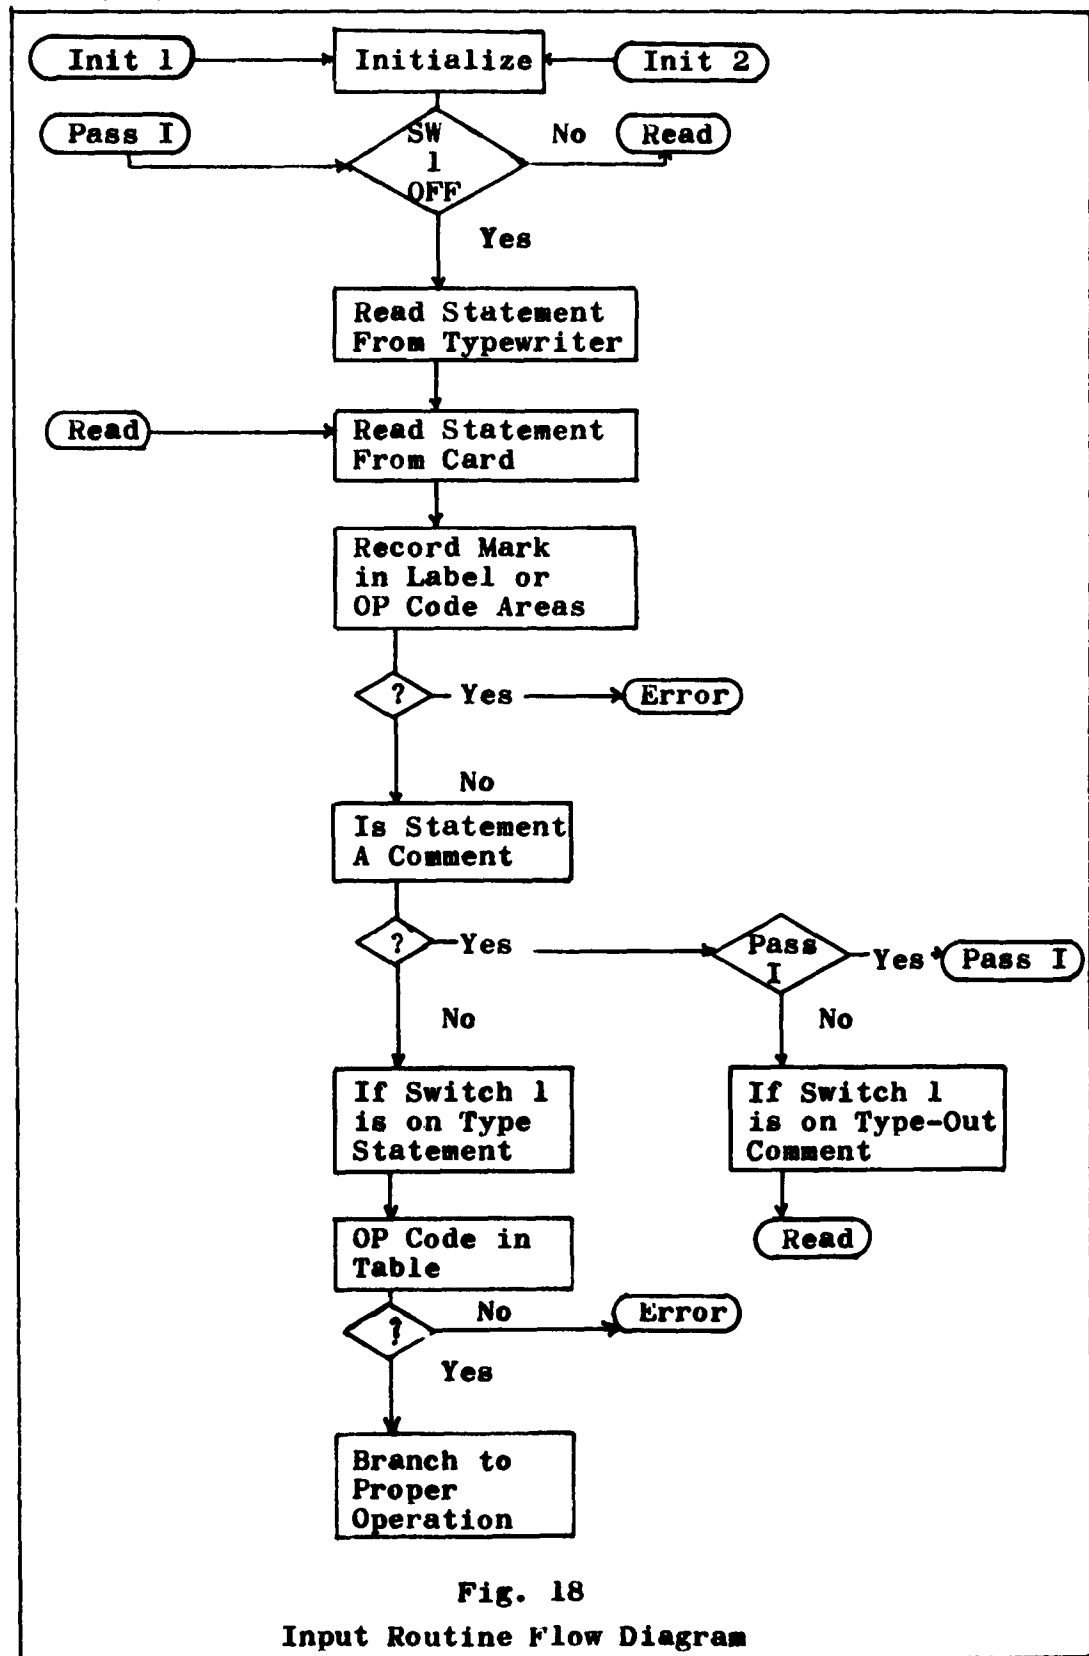 Init 1
Initialize
Init 2
Pass I
SW
1
OFF
No
Read
Yes
Read Statement
From Typewriter
Read
Read Statement
From Card
Record Mark
in Label or
OP Code Areas
?
Yes
Error
No
Is Statement
A Comment
?
Yes
Pass
I
Yes
Pass I
No
No
If Switch 1
is on Type
Statement
If Switch 1
is on Type-Out
Comment
OP Code in
Table
Read
?
No
Error
Yes
Branch to
Proper
Operation
Fig. 18
Input Routine Flow Diagram